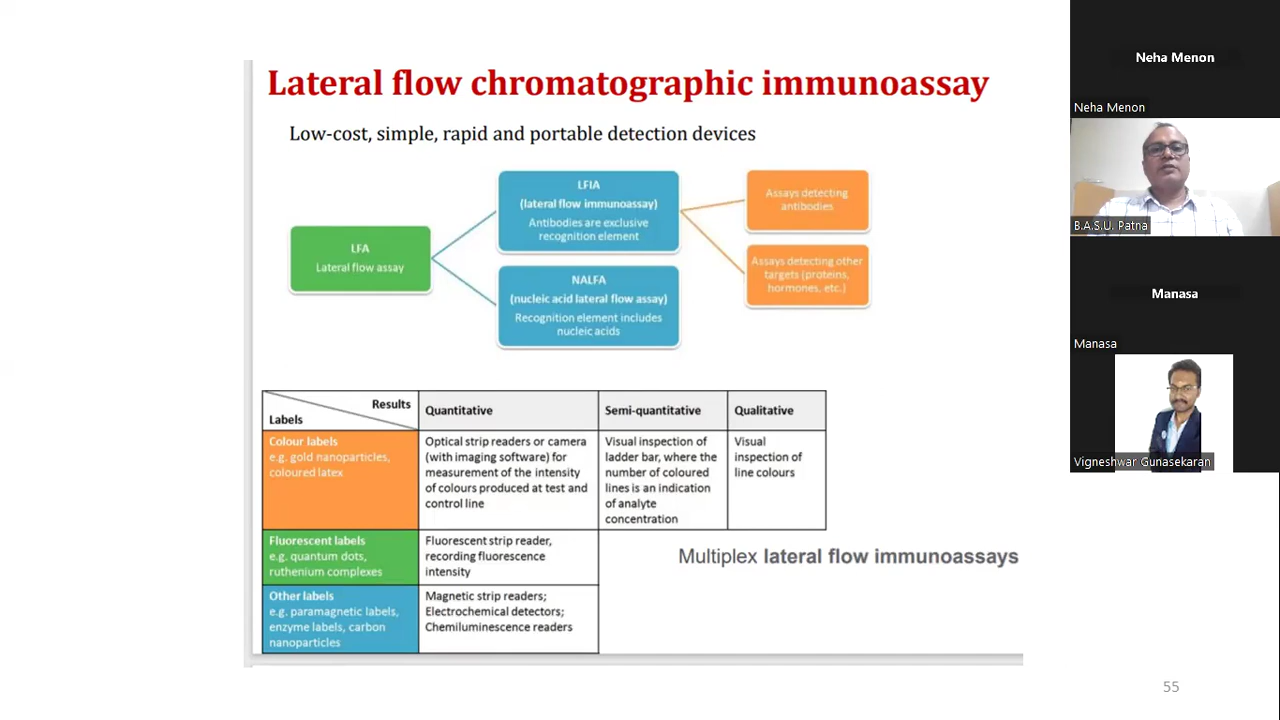 Lateral flow chromatographic immunoassay
Low-cost, simple, rapid and portable detection devices
LFA
Lateral flow assay
LFIA
(lateral flow immunoassay)
Antibodies are exclusive
recognition element
NALFA
(nucleic acid lateral flow assay)
Recognition element includes
nucleic acids
Assays detecting
antibodies
Assays detecting other
targets (proteins,
hormones, etc.)
Results
Labels
Quantitative
Semi-quantitative
Qualitative
Colour labels
e.g. gold nanoparticles,
coloured latex
Optical strip readers or camera
(with imaging software) for
measurement of the intensity
of colours produced at test and
control line
Visual inspection of
ladder bar, where the
number of coloured
lines is an indication
of analyte
concentration
Visual
inspection of
line colours
Fluorescent labels
e.g. quantum dots,
ruthenium complexes
Fluorescent strip reader,
recording fluorescence
intensity
Other labels
e.g. paramagnetic labels,
enzyme labels, carbon
nanoparticles
Magnetic strip readers;
Electrochemical detectors;
Chemiluminescence readers
Multiplex lateral flow immunoassays
55
Neha Menon
Neha Menon
B.A.S.U. Patna
Manasa
Manasa
Vigneshwar Gunasekaran